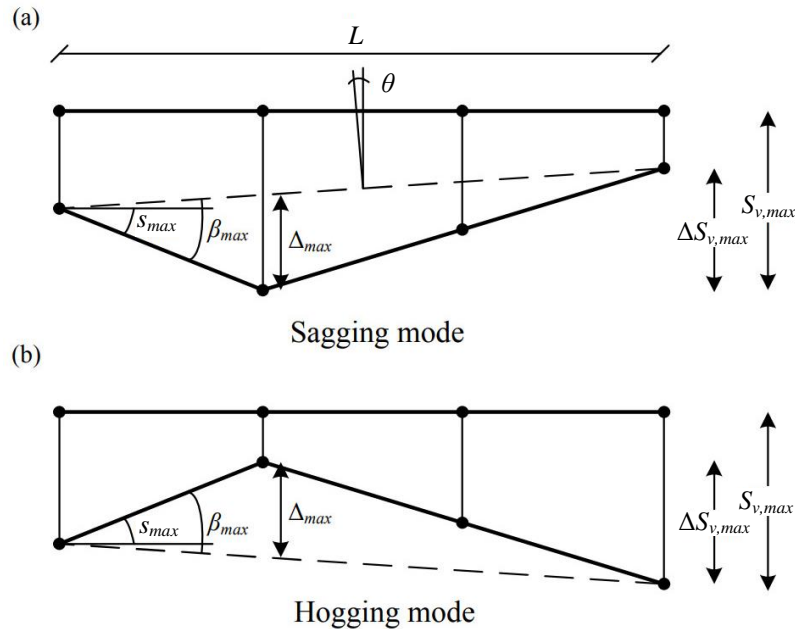 (a)
L
θ
s_max
β_max
Δ_max
ΔS_v,max
S_v,max
Sagging mode
(b)
s_max
β_max
Δ_max
ΔS_v,max
S_v,max
Hogging mode